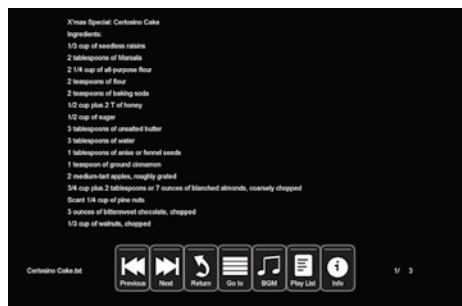 X'mas Special: Certosino Cake
Ingredients:
1/3 cup of seedless raisins
2 tablespoons of Marsala
2 1/4 cup of all-purpose flour
2 teaspoons of flour
2 teaspoons of baking soda
1/2 cup plus 2 T of honey
1/2 cup of sugar
3 tablespoons of unsalted butter
3 tablespoons of water
1 tablespoons of anise or fennel seeds
1 teaspoon of ground cinnamon
2 medium-tart apples, roughly grated
3/4 cup plus 2 tablespoons or 7 ounces of blanched almonds, coarsely chopped
Scant 1/4 cup of pine nuts
3 ounces of bittersweet chocolate, chopped
1/3 cup of walnuts, chopped
Certosino Cake.txt
Previous Next Return Go to BGM Play List Info
1/ 3